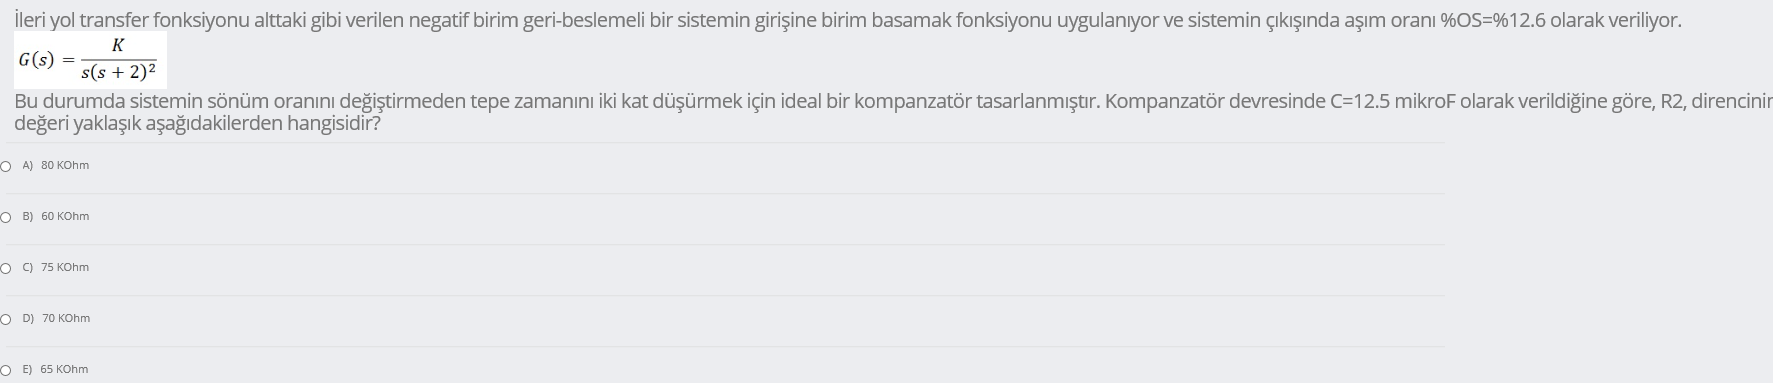 İleri yol transfer fonksiyonu alttaki gibi verilen negatif birim geri-beslemeli bir sistemin girişine birim basamak fonksiyonu uygulanıyor ve sistemin çıkışında aşım oranı %OS=%12.6 olarak veriliyor.
G(s) = K / s(s + 2)²
Bu durumda sistemin sönüm oranını değiştirmeden tepe zamanını iki kat düşürmek için ideal bir kompanzatör tasarlanmıştır. Kompanzatör devresinde C=12.5 mikroF olarak verildiğine göre, R2, direncinin
değeri yaklaşık aşağıdakilerden hangisidir?
A) 80 KOhm
B) 60 KOhm
C) 75 KOhm
D) 70 KOhm
E) 65 KOhm